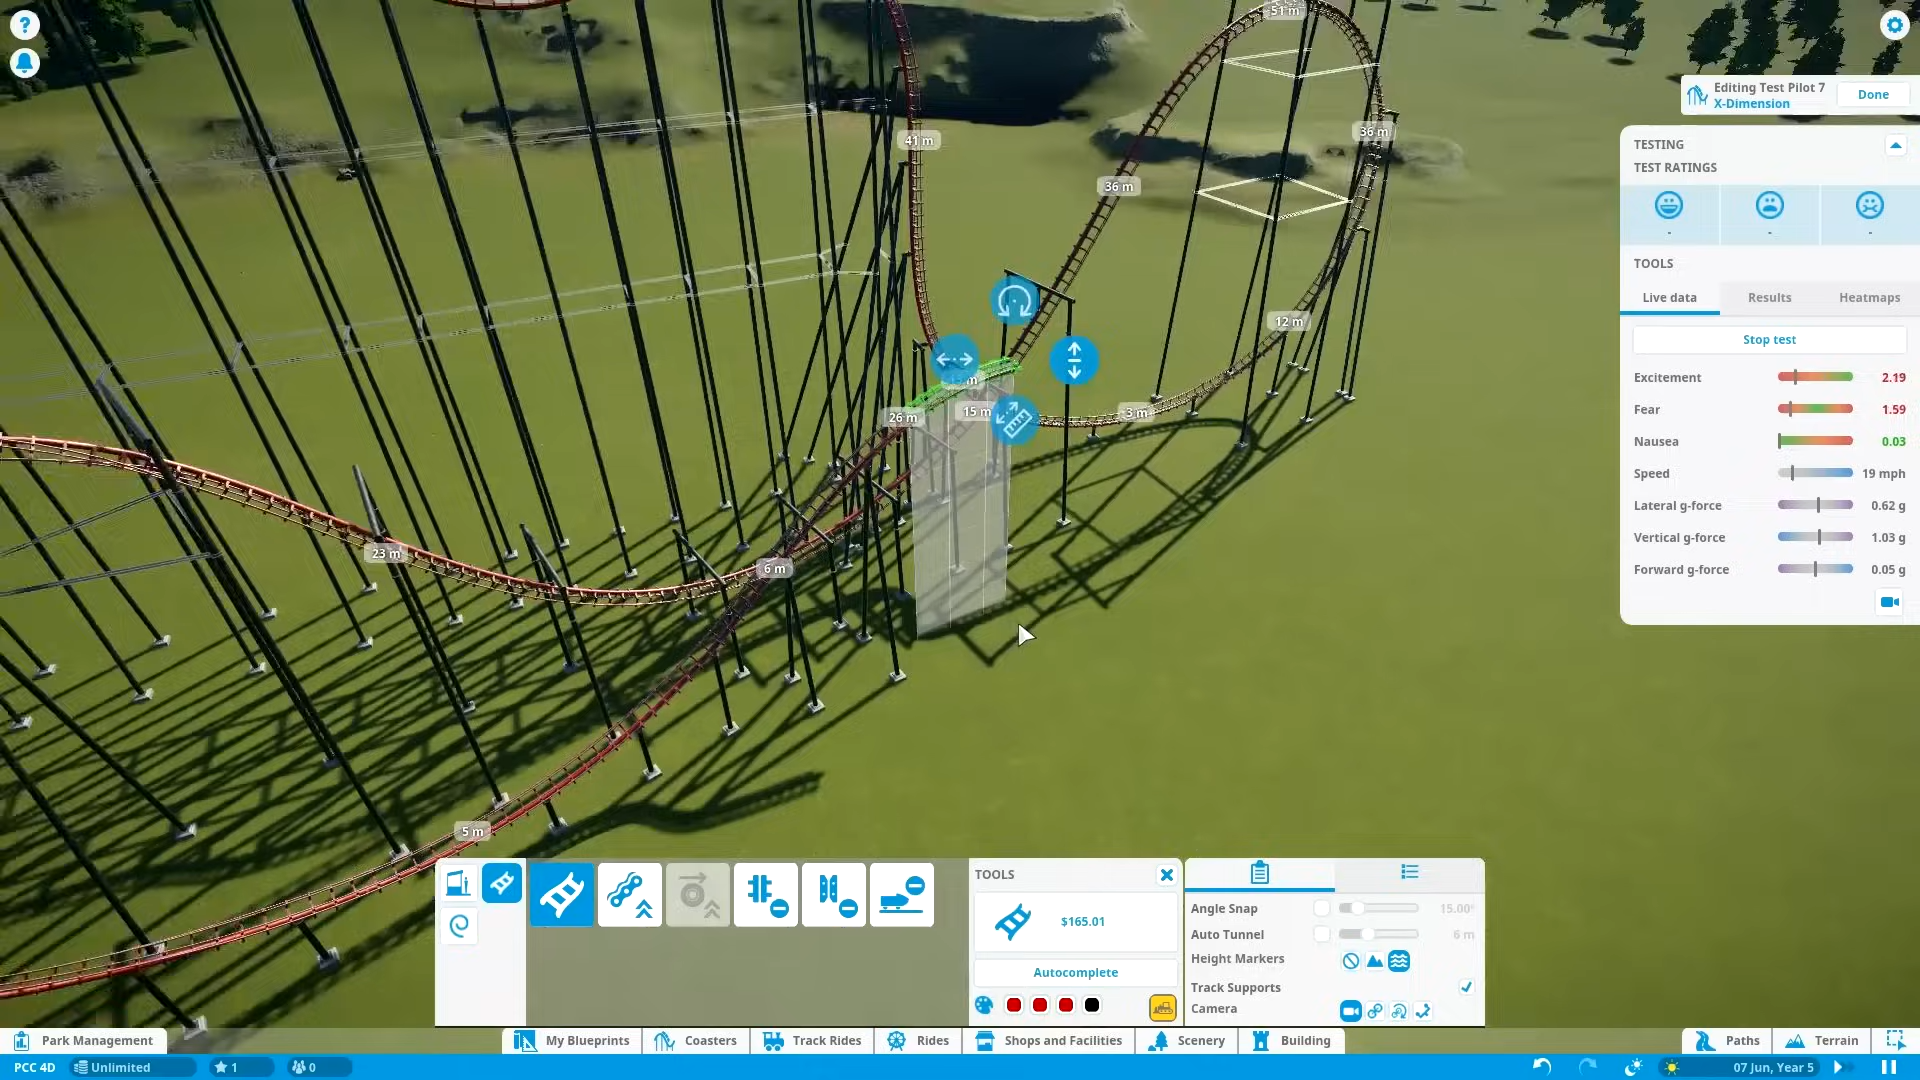 51 m
41 m
36 m
36 m
12 m
26 m
15 m
3 m
23 m
6 m
5 m
?
Editing Test Pilot 7
X-Dimension
Done
TESTING
TEST RATINGS
- - -
TOOLS
Live data Results Heatmaps
Stop test
Excitement 2.19
Fear 1.59
Nausea 0.03
Speed 19 mph
Lateral g-force 0.62 g
Vertical g-force 1.03 g
Forward g-force 0.05 g
TOOLS
$165.01
Autocomplete
Angle Snap 15.00°
Auto Tunnel 6 m
Height Markers
Track Supports
Camera
Park Management
My Blueprints Coasters Track Rides Rides Shops and Facilities Scenery Building
Paths Terrain
PCC 4D Unlimited 1 0
07 Jun, Year 5